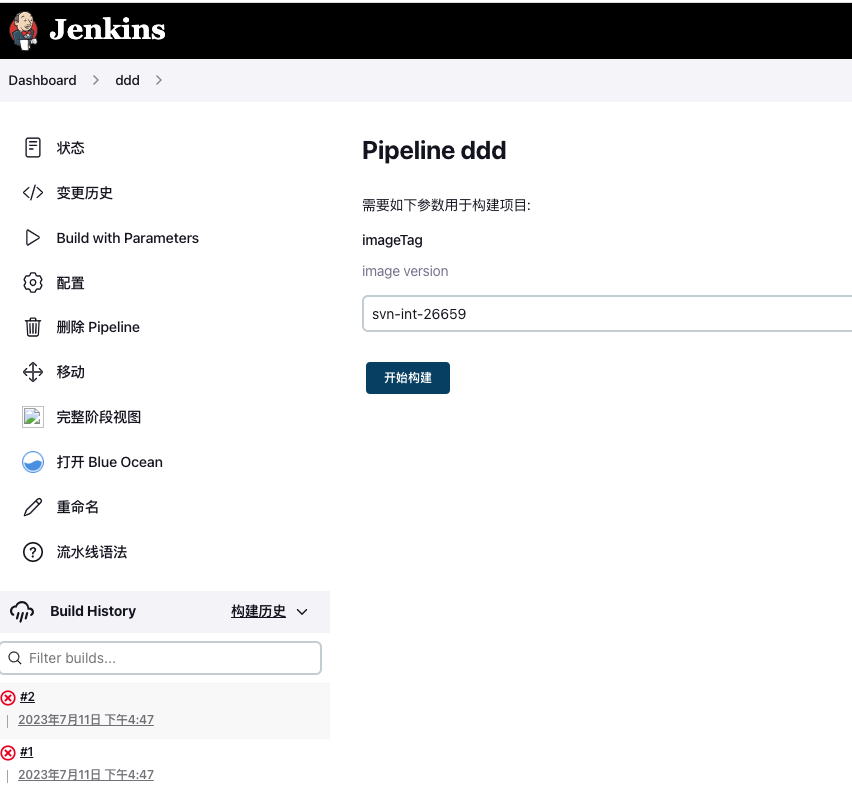 Jenkins
Dashboard
ddd
状态
变更历史
Build with Parameters
配置
删除 Pipeline
移动
完整阶段视图
打开 Blue Ocean
重命名
流水线语法
Pipeline ddd
需要如下参数用于构建项目:
imageTag
image version
svn-int-26659
开始构建
Build History 构建历史
Filter builds...
#2
2023年7月11日 下午4:47
#1
2023年7月11日 下午4:47